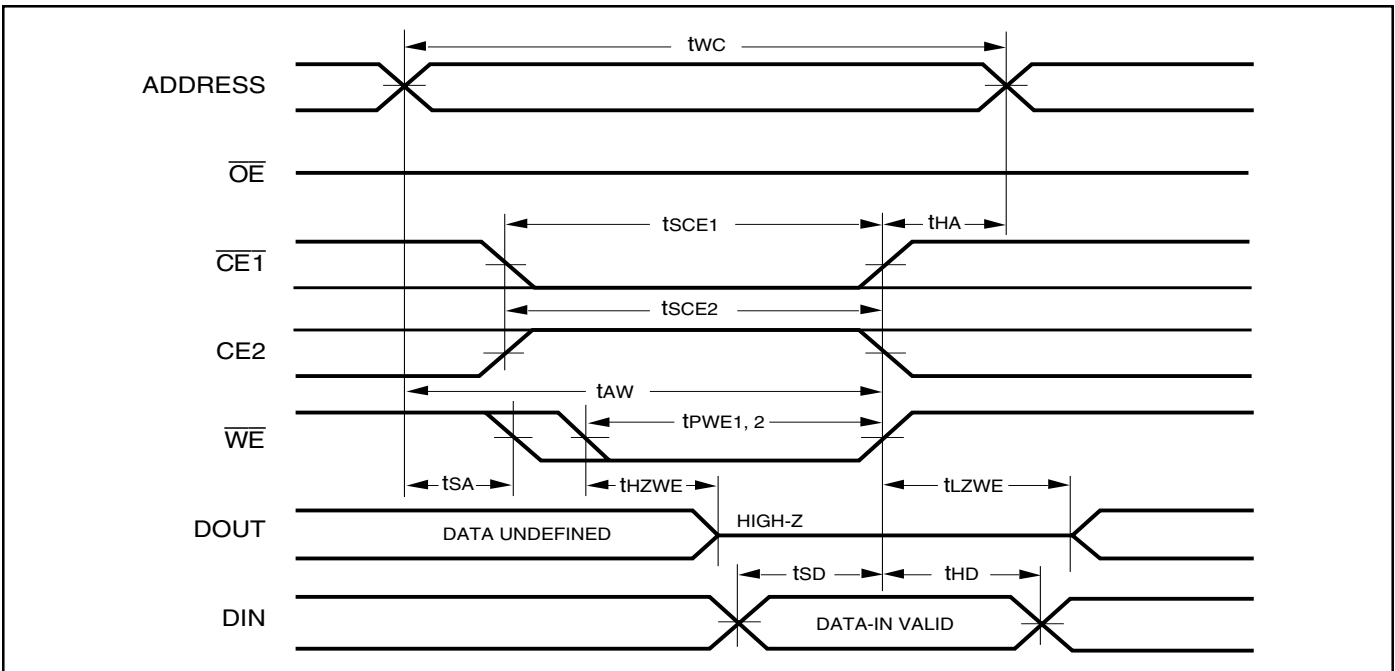 tWC
ADDRESS
OE
tSCE1
tHA
CE1
tSCE2
CE2
tAW
tPWE1, 2
WE
tSA
tHZWE
tLZWE
DOUT
DATA UNDEFINED
HIGH-Z
tSD
tHD
DIN
DATA-IN VALID